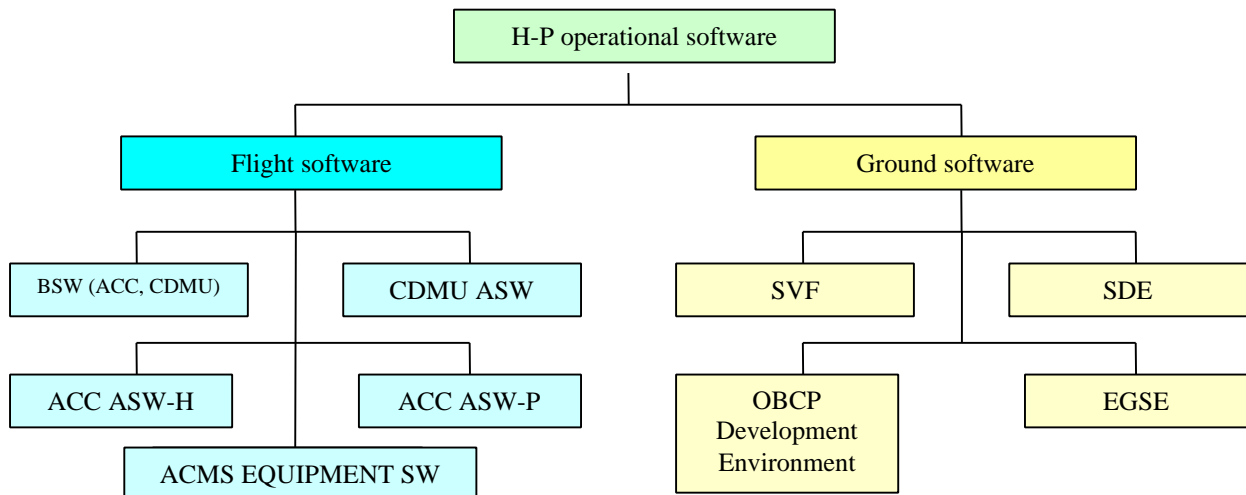 H-P operational software
Flight software
Ground software
BSW (ACC, CDMU)
CDMU ASW
SVF
SDE
ACC ASW-H
ACC ASW-P
OBCP
Development
Environment
EGSE
ACMS EQUIPMENT SW